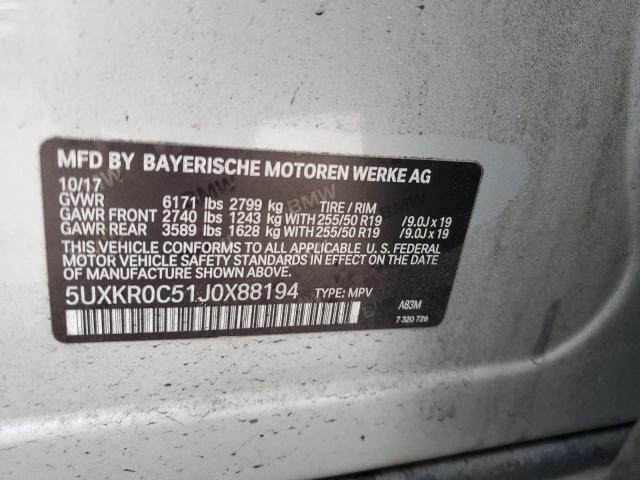 MFD BY BAYERISCHE MOTOREN WERKE AG
10/17
GVWR 6171 lbs 2799 kg TIRE / RIM
GAWR FRONT 2740 lbs 1243 kg WITH 255/50 R19 /9.0J x 19
GAWR REAR 3589 lbs 1628 kg WITH 255/50 R19 /9.0J x 19
THIS VEHICLE CONFORMS TO ALL APPLICABLE U. S. FEDERAL
MOTOR VEHICLE SAFETY STANDARDS IN EFFECT
ON THE DATE OF MANUFACTURE SHOWN ABOVE.
5UXKR0C51J0X88194 TYPE: MPV A83M
7 320 729